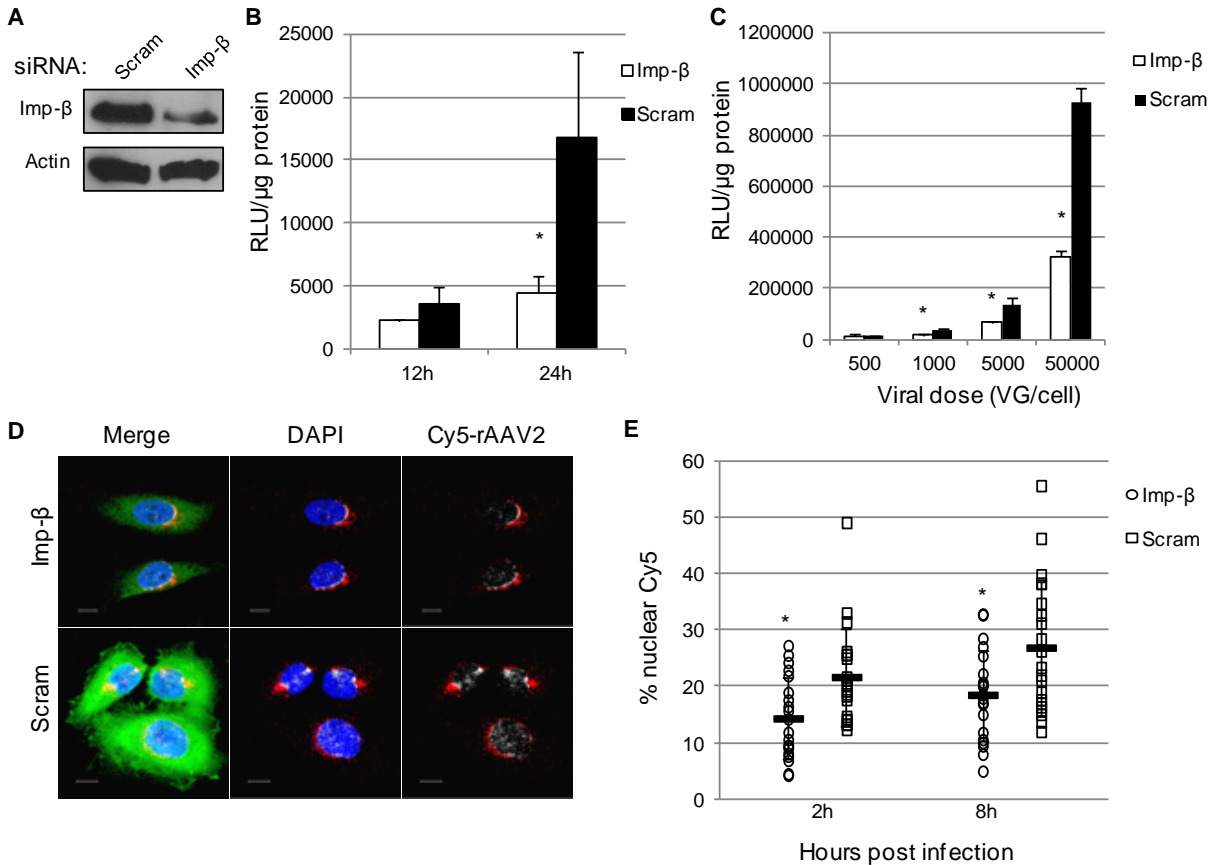 A
siRNA: Scram Imp-β
Imp-β
Actin
B
25000
20000
15000
10000
5000
0
RLU/µg protein
*
12h 24h
Imp-β
Scram
C
1200000
1000000
800000
600000
400000
200000
0
RLU/µg protein
* * *
500 1000 5000 50000
Viral dose (VG/cell)
Imp-β
Scram
D
Merge DAPI Cy5-rAAV2
Imp-β
Scram
E
60
50
40
30
20
10
0
% nuclear Cy5
* *
2h 8h
Hours post infection
Imp-β
Scram